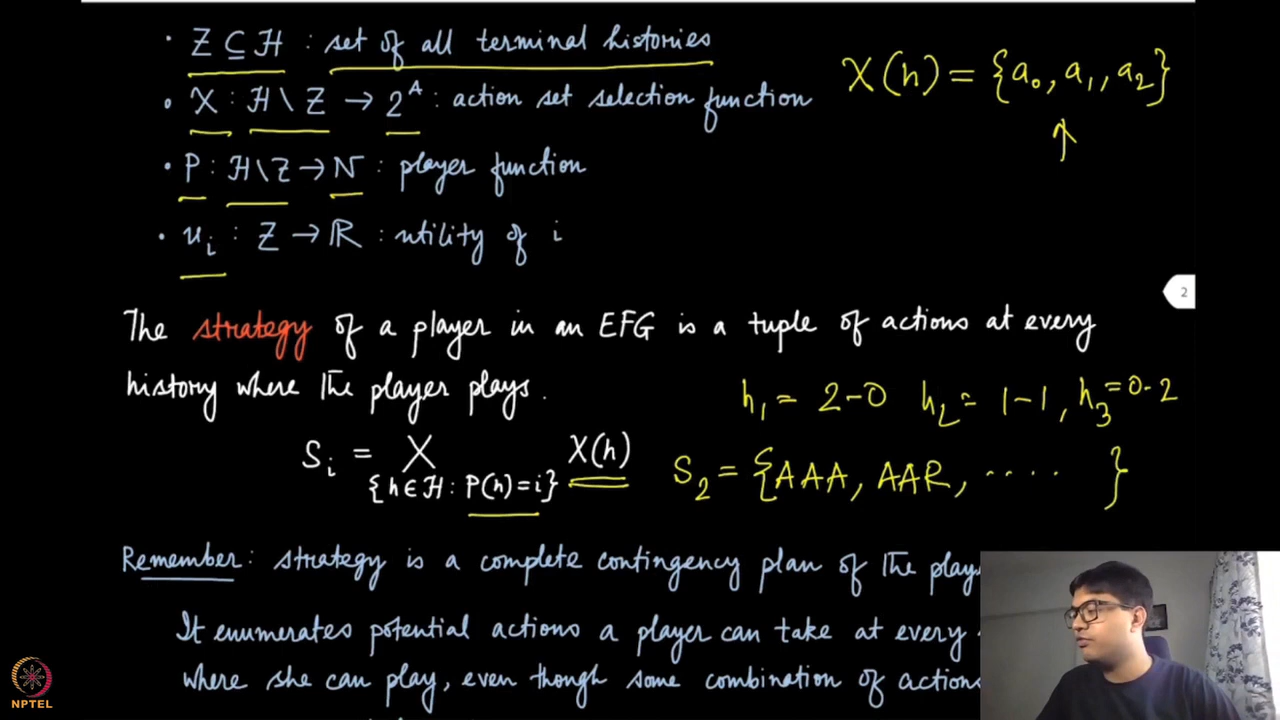 • Z ⊆ H : set of all terminal histories
• X : H \ Z → 2^A : action set selection function
X(h) = {a₀, a₁, a₂}
↑
• P : H \ Z → N : player function
• u_i : Z → ℝ : utility of i
2
The strategy of a player in an EFG is a tuple of actions at every
history where the player plays.
h₁ = 2-0 h₂ = 1-1, h₃ = 0-2
S_i = X {h ∈ H : P(h) = i} X(h)
S₂ = {AAA, AAR, ..... }
Remember: strategy is a complete contingency plan of the
It enumerates potential actions a player can take at every
where she can play, even though some combination of actions
NPTEL